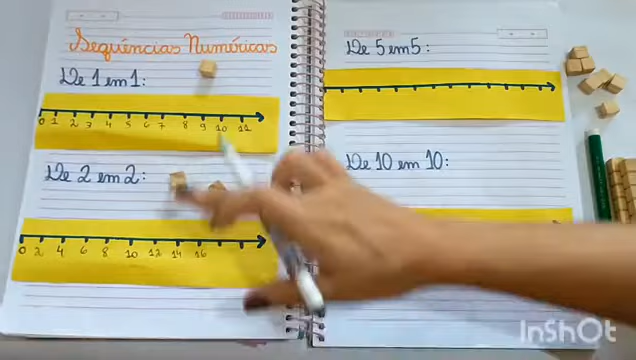 Sequências Numéricas
De 1 em 1:
0 1 2 3 4 5 6 7 8 9 10 11
De 2 em 2:
0 2 4 6 8 10 12 14 16
De 5 em 5:
De 10 em 10:
InShOt